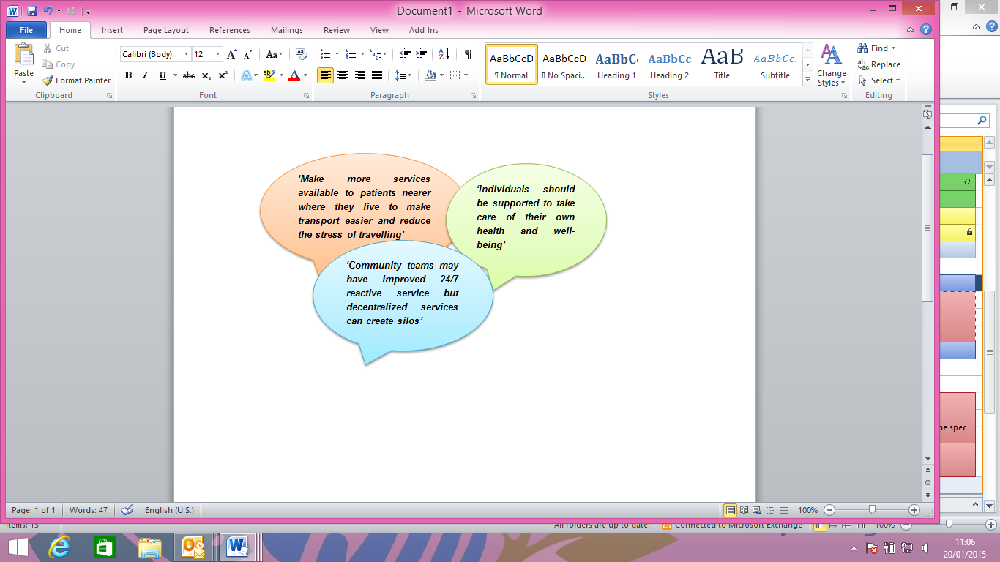 Document1 - Microsoft Word
File Home Insert Page Layout References Mailings Review View Add-Ins
Paste
Cut
Copy
Format Painter
Clipboard
Calibri (Body) 12
Font
Paragraph
AaBbCcD AaBbCcD AaBbC AaBbCc AaB AaBbCc.
¶ Normal ¶ No Spaci... Heading 1 Heading 2 Title Subtitle
Change
Styles
Styles
Find
Replace
Select
Editing
‘Make more services
available to patients nearer
where they live to make
transport easier and reduce
the stress of travelling’
‘Individuals should
be supported to take
care of their own
health and well-
being’
‘Community teams may
have improved 24/7
reactive service but
decentralized services
can create silos’
spec
Page: 1 of 1 Words: 47 English (U.S.) 100%
Items: 13 All folders are up to date. Connected to Microsoft Exchange 100%
11:06
20/01/2015